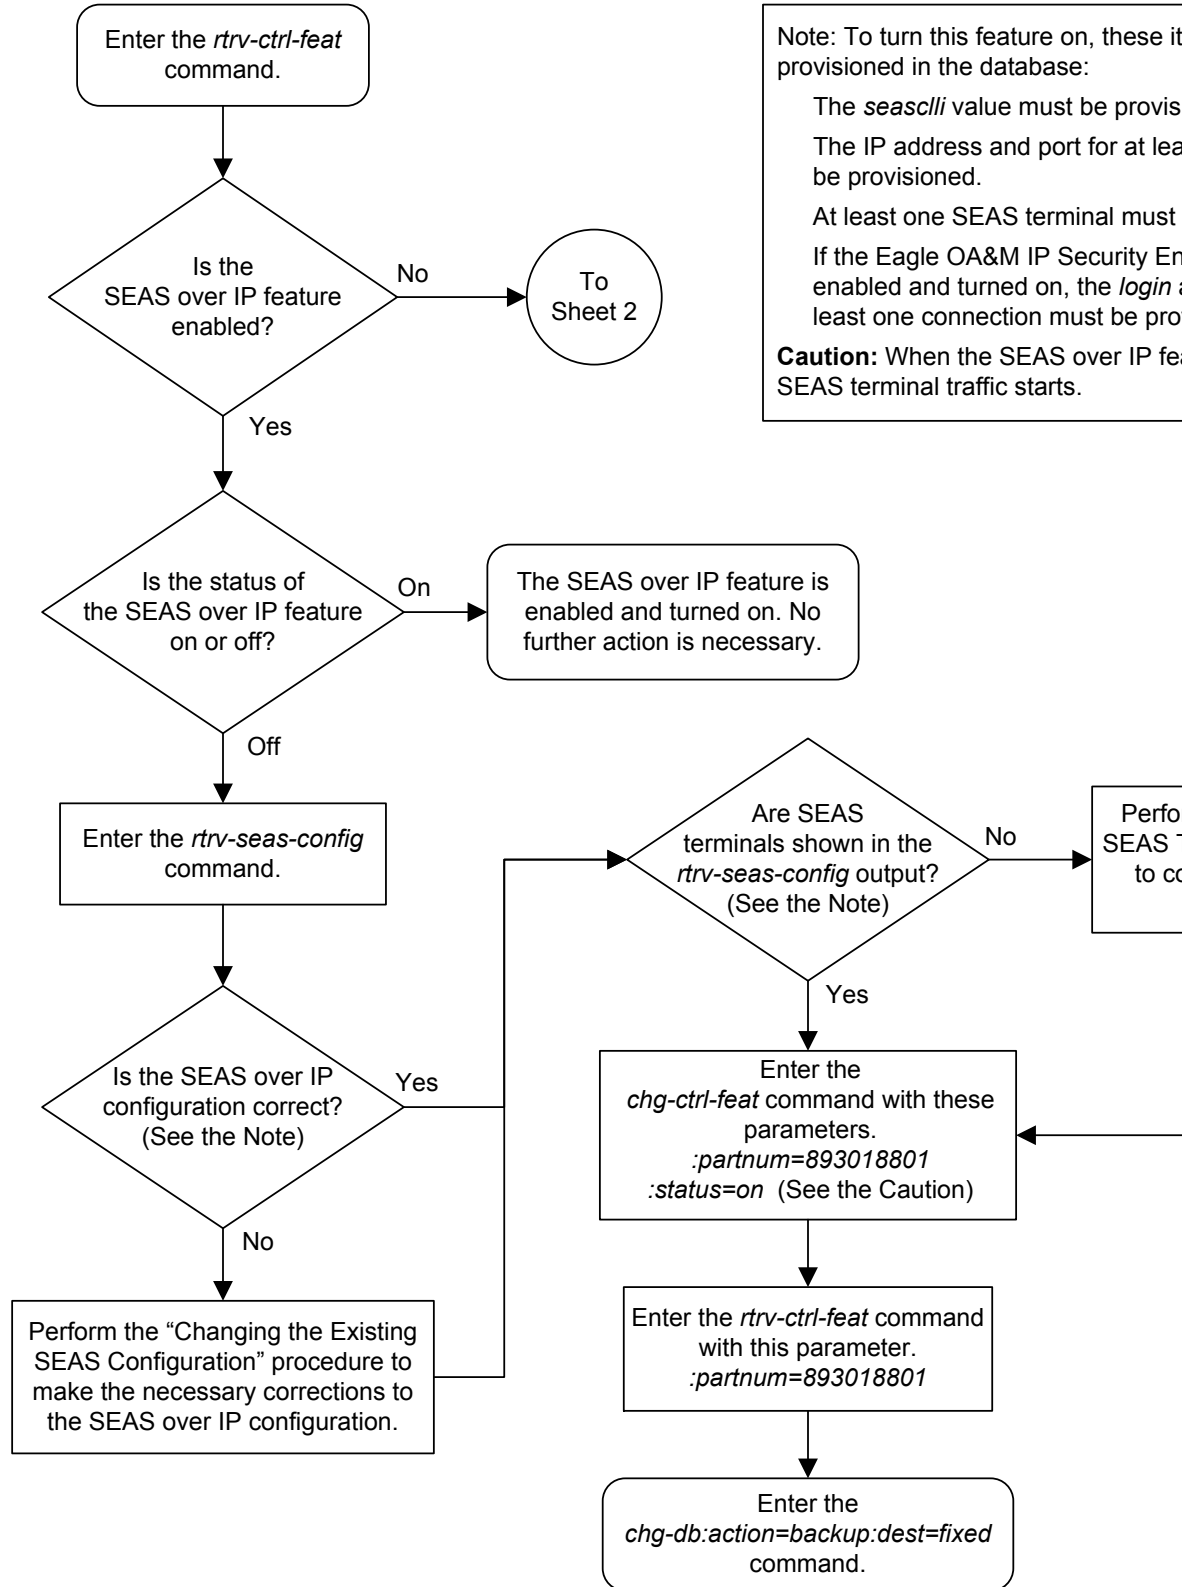 Enter the rtrv-ctrl-feat
command.
Note: To turn this feature on, these
provisioned in the database:
The seasclli value must be
The IP address and port for at
be provisioned.
At least one SEAS terminal must
If the Eagle OA&M IP Security
enabled and turned on, the login
least one connection must be
Caution: When the SEAS over IP
SEAS terminal traffic starts.
Is the
SEAS over IP feature
enabled?
No
To
Sheet 2
Yes
Is the status of
the SEAS over IP feature
on or off?
On
The SEAS over IP feature is
enabled and turned on. No
further action is necessary.
Off
Enter the rtrv-seas-config
command.
Are SEAS
terminals shown in the
rtrv-seas-config output?
(See the Note)
No
SEAS
to
Yes
Is the SEAS over IP
configuration correct?
(See the Note)
Yes
No
Enter the
chg-ctrl-feat command with these
parameters.
:partnum=893018801
:status=on (See the Caution)
Perform the “Changing the Existing
SEAS Configuration” procedure to
make the necessary corrections to
the SEAS over IP configuration.
Enter the rtrv-ctrl-feat command
with this parameter.
:partnum=893018801
Enter the
chg-db:action=backup:dest=fixed
command.